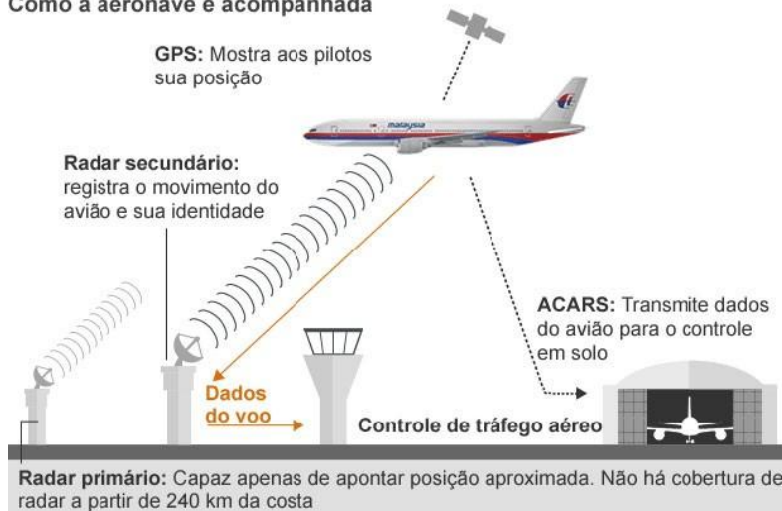 Como a aeronave é acompanhada
GPS: Mostra aos pilotos
sua posição
malaysia
Radar secundário:
registra o movimento do
avião e sua identidade
ACARS: Transmite dados
do avião para o controle
em solo
Dados
do voo
Controle de tráfego aéreo
Radar primário: Capaz apenas de apontar posição aproximada. Não há cobertura de
radar a partir de 240 km da costa